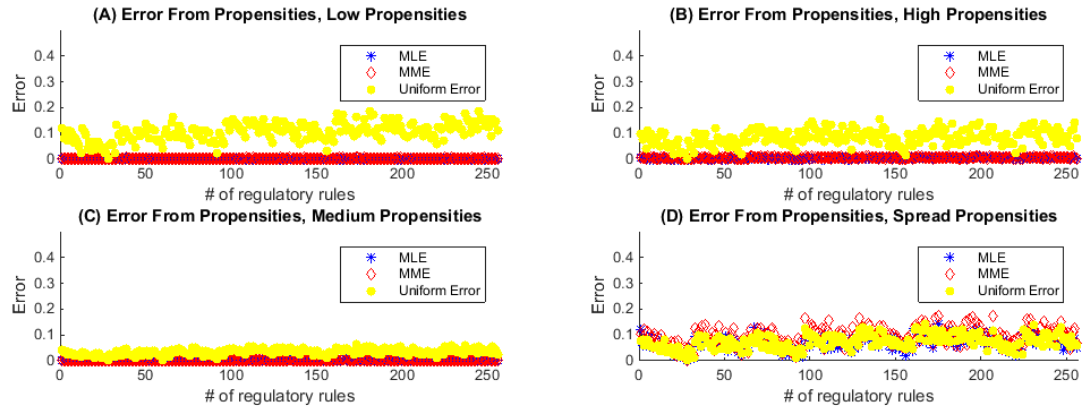 (A) Error From Propensities, Low Propensities
Error
0.4
0.3
0.2
0.1
0
MLE
MME
Uniform Error
0 50 100 150 200 250
# of regulatory rules
(B) Error From Propensities, High Propensities
Error
0.4
0.3
0.2
0.1
0
MLE
MME
Uniform Error
0 50 100 150 200 250
# of regulatory rules
(C) Error From Propensities, Medium Propensities
Error
0.4
0.3
0.2
0.1
0
MLE
MME
Uniform Error
0 50 100 150 200 250
# of regulatory rules
(D) Error From Propensities, Spread Propensities
Error
0.4
0.3
0.2
0.1
0
MLE
MME
Uniform Error
0 50 100 150 200 250
# of regulatory rules